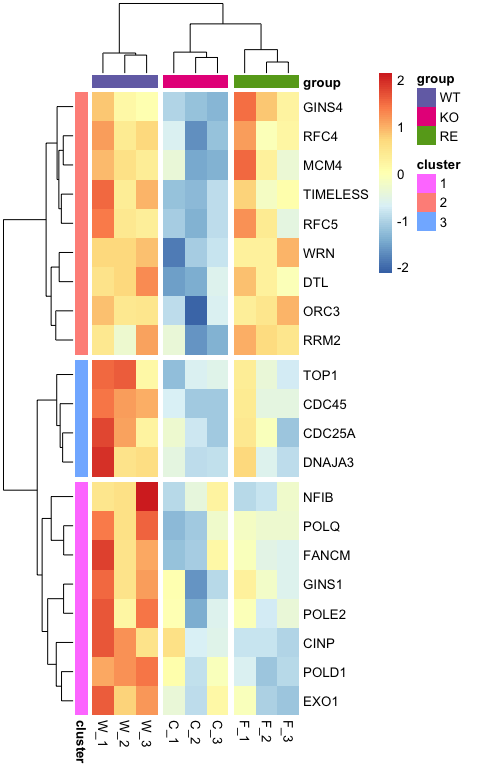 group
GINS4
RFC4
MCM4
TIMELESS
RFC5
WRN
DTL
ORC3
RRM2
TOP1
CDC45
CDC25A
DNAJA3
NFIB
POLQ
FANCM
GINS1
POLE2
CINP
POLD1
EXO1
cluster
W_1
W_2
W_3
C_1
C_2
C_3
F_1
F_2
F_3
2
1
0
-1
-2
group
WT
KO
RE
cluster
1
2
3